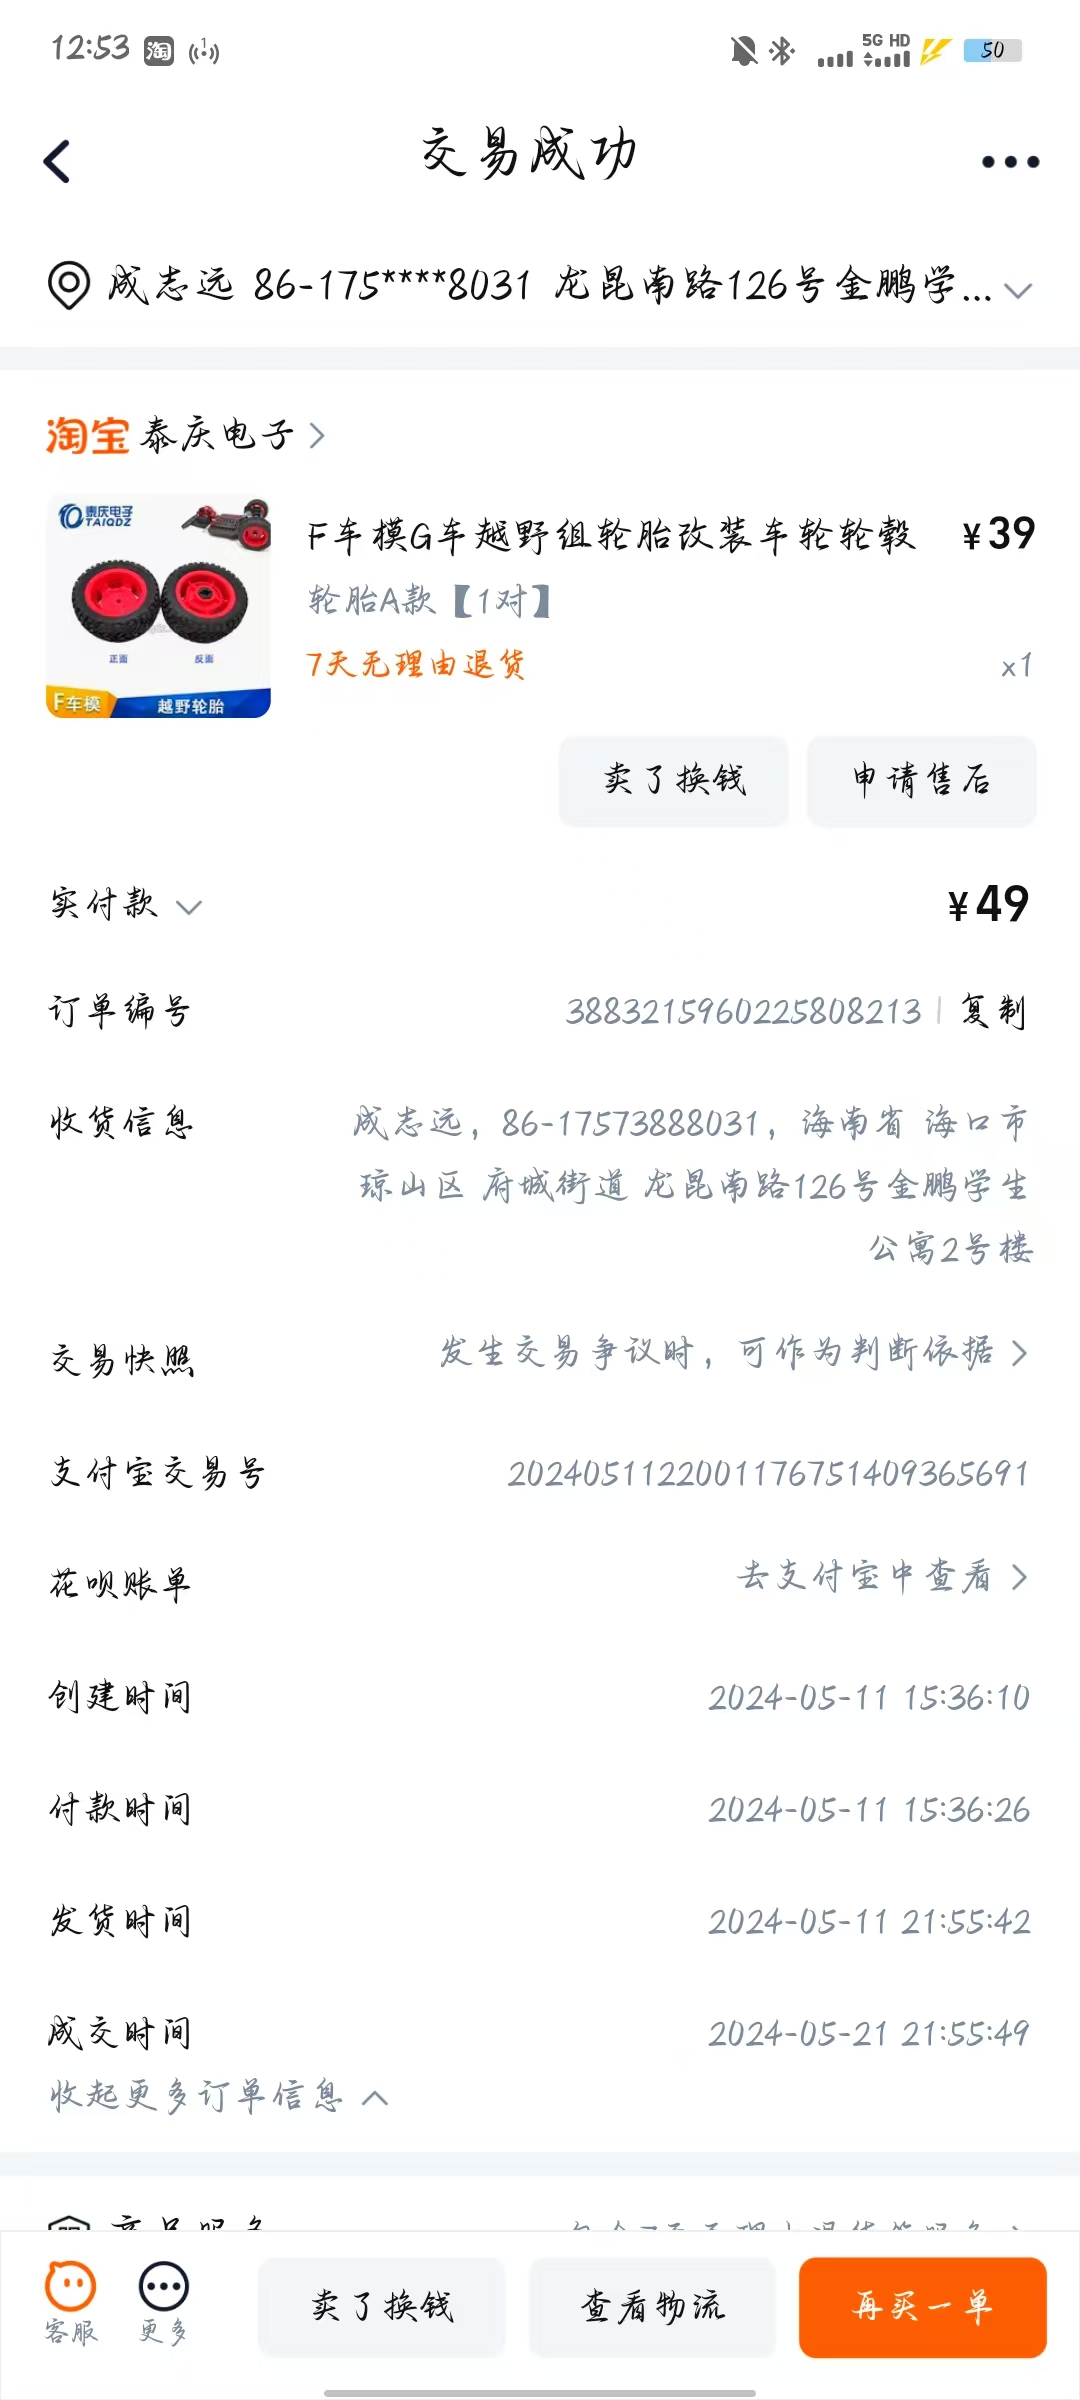 12:53 淘 5G HD 50
交易成功
成志远 86-175****8031 龙昆南路126号金鹏学...
淘宝 泰庆电子
泰庆电子
TAIQDZ
正面 反面
F车模 越野轮胎
F车模G车越野组轮胎改装车轮轮毂 ¥39
轮胎A款【1对】
7天无理由退货 x1
卖了换钱 申请售后
实付款 ¥49
订单编号 3883215960225808213 | 复制
收货信息 成志远，86-17573888031，海南省 海口市
琼山区 府城街道 龙昆南路126号金鹏学生
公寓2号楼
交易快照 发生交易争议时，可作为判断依据
支付宝交易号 2024051122001176751409365691
花呗账单 去支付宝中查看
创建时间 2024-05-11 15:36:10
付款时间 2024-05-11 15:36:26
发货时间 2024-05-11 21:55:42
成交时间 2024-05-21 21:55:49
收起更多订单信息
客服 更多 卖了换钱 查看物流 再买一单